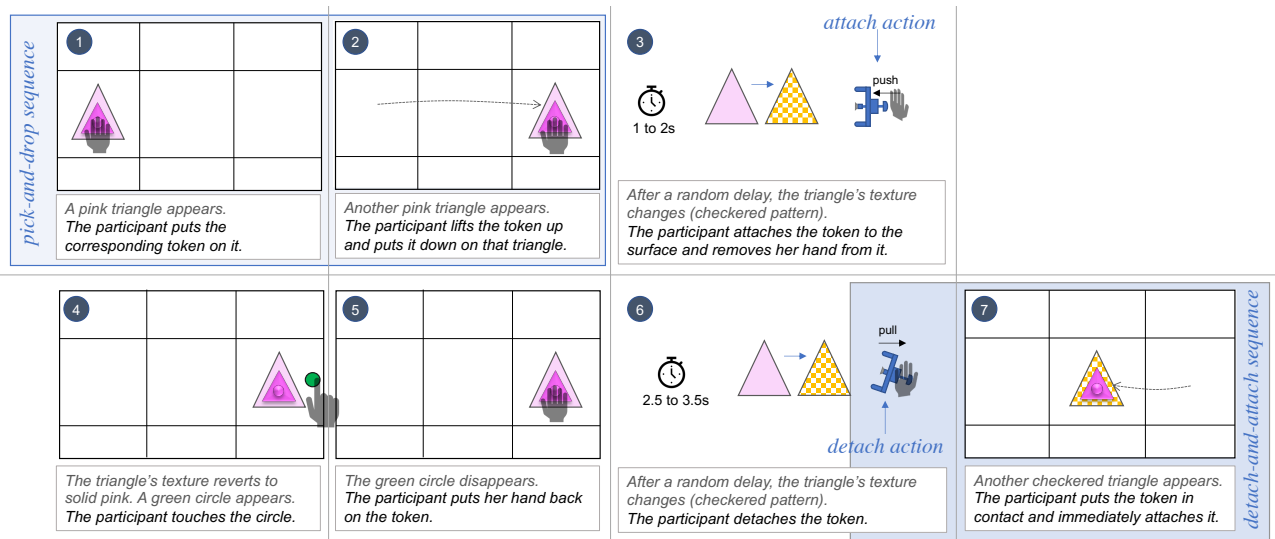 pick-and-drop sequence
1
A pink triangle appears.
The participant puts the
corresponding token on it.
2
Another pink triangle appears.
The participant lifts the token up
and puts it down on that triangle.
3
attach action
push
1 to 2s
After a random delay, the triangle’s texture
changes (checkered pattern).
The participant attaches the token to the
surface and removes her hand from it.
4
The triangle’s texture reverts to
solid pink. A green circle appears.
The participant touches the circle.
5
The green circle disappears.
The participant puts her hand back
on the token.
6
pull
2.5 to 3.5s
detach action
After a random delay, the triangle’s texture
changes (checkered pattern).
The participant detaches the token.
7
Another checkered triangle appears.
The participant puts the token in
contact and immediately attaches it.
detach-and-attach sequence